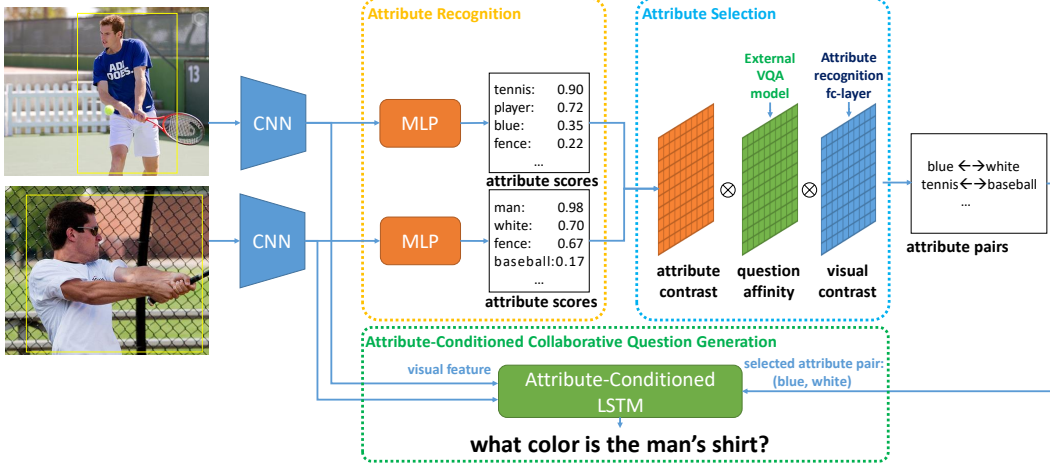 Attribute Recognition
Attribute Selection
ADI
DOES.
13
CNN
MLP
tennis: 0.90
player: 0.72
blue: 0.35
fence: 0.22
...
attribute scores
CNN
MLP
man: 0.98
white: 0.70
fence: 0.67
baseball: 0.17
...
attribute scores
External
VQA
model
Attribute
recognition
fc-layer
⊗
⊗
attribute
contrast
question
affinity
visual
contrast
blue ←→ white
tennis←→baseball
...
attribute pairs
Attribute-Conditioned Collaborative Question Generation
visual feature
Attribute-Conditioned
LSTM
selected attribute pair:
(blue, white)
what color is the man's shirt?